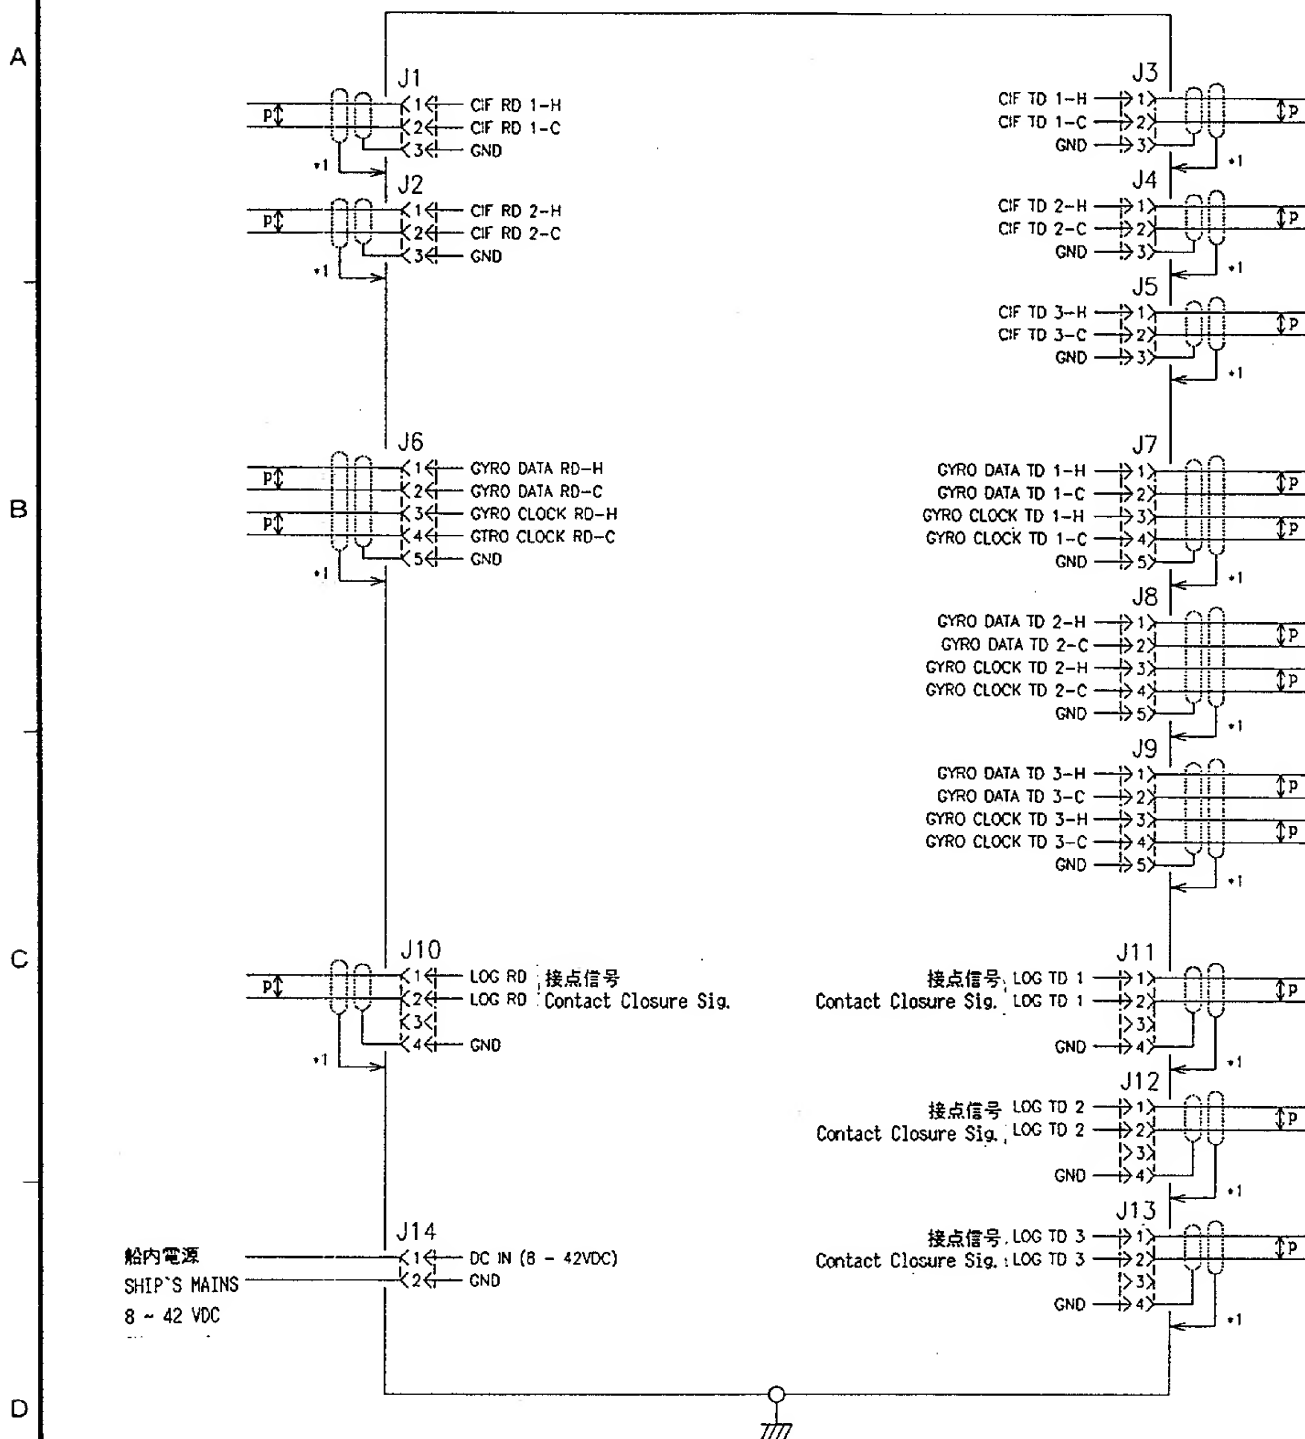 A
J1
1 CIF RD 1-H
P
2 CIF RD 1-C
3 GND
*1
J2
1 CIF RD 2-H
P
2 CIF RD 2-C
3 GND
*1
J3
CIF TD 1-H 1
P
CIF TD 1-C 2
GND 3
*1
J4
CIF TD 2-H 1
P
CIF TD 2-C 2
GND 3
*1
J5
CIF TD 3-H 1
P
CIF TD 3-C 2
GND 3
*1
B
J6
1 GYRO DATA RD-H
P
2 GYRO DATA RD-C
3 GYRO CLOCK RD-H
P
4 GTRO CLOCK RD-C
5 GND
*1
J7
GYRO DATA TD 1-H 1
P
GYRO DATA TD 1-C 2
GYRO CLOCK TD 1-H 3
P
GYRO CLOCK TD 1-C 4
GND 5
*1
J8
GYRO DATA TD 2-H 1
P
GYRO DATA TD 2-C 2
GYRO CLOCK TD 2-H 3
P
GYRO CLOCK TD 2-C 4
GND 5
*1
J9
GYRO DATA TD 3-H 1
P
GYRO DATA TD 3-C 2
GYRO CLOCK TD 3-H 3
P
GYRO CLOCK TD 3-C 4
GND 5
*1
C
J10
1 LOG RD 接点信号
P
2 LOG RD Contact Closure Sig.
3
4 GND
*1
J11
接点信号 LOG TD 1 1
P
Contact Closure Sig. LOG TD 1 2
3
GND 4
*1
J12
接点信号 LOG TD 2 1
P
Contact Closure Sig. LOG TD 2 2
3
GND 4
*1
J13
接点信号 LOG TD 3 1
P
Contact Closure Sig. LOG TD 3 2
3
GND 4
*1
J14
船内電源 1 DC IN (8 - 42VDC)
SHIP`S MAINS 2 GND
8 ~ 42 VDC
D